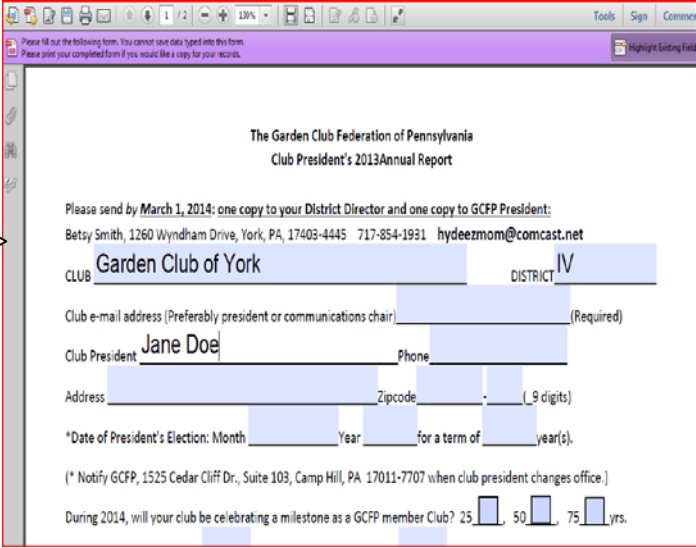 1 / 2 130% Tools Sign Commen
Please fill out the following form. You cannot save data typed into this form.
Please print your completed form if you would like a copy for your records.
Highlight Existing Field
The Garden Club Federation of Pennsylvania
Club President's 2013Annual Report
Please send by March 1, 2014: one copy to your District Director and one copy to GCFP President:
Betsy Smith, 1260 Wyndham Drive, York, PA, 17403-4445 717-854-1931 hydeezmom@comcast.net
CLUB Garden Club of York DISTRICT IV
Club e-mail address (Preferably president or communications chair) (Required)
Club President Jane Doe Phone
Address Zipcode - ( 9 digits)
*Date of President's Election: Month Year for a term of year(s).
(* Notify GCFP, 1525 Cedar Cliff Dr., Suite 103, Camp Hill, PA 17011-7707 when club president changes office.)
During 2014, will your club be celebrating a milestone as a GCFP member Club? 25 , 50 , 75 yrs.